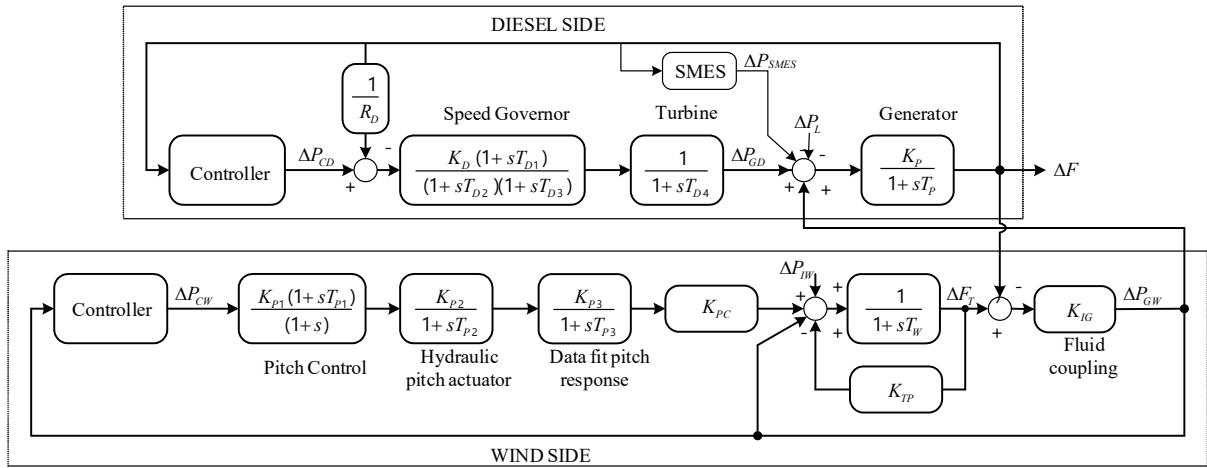 DIESEL SIDE
SMES
ΔP_SMES
1
R_D
Speed Governor
Turbine
Generator
ΔP_L
Controller
ΔP_CD
-
+
K_D (1+sT_D1)
(1+sT_D2)(1+sT_D3)
1
1+sT_D4
ΔP_GD
-
-
+
+
K_P
1+sT_P
ΔF
Controller
ΔP_CW
K_P1(1+sT_P1)
(1+s)
K_P2
1+sT_P2
K_P3
1+sT_P3
K_PC
ΔP_IW
+
+
-
+
1
1+sT_W
ΔF_T
-
+
K_IG
ΔP_GW
Pitch Control
Hydraulic
pitch actuator
Data fit pitch
response
K_TP
Fluid
coupling
WIND SIDE